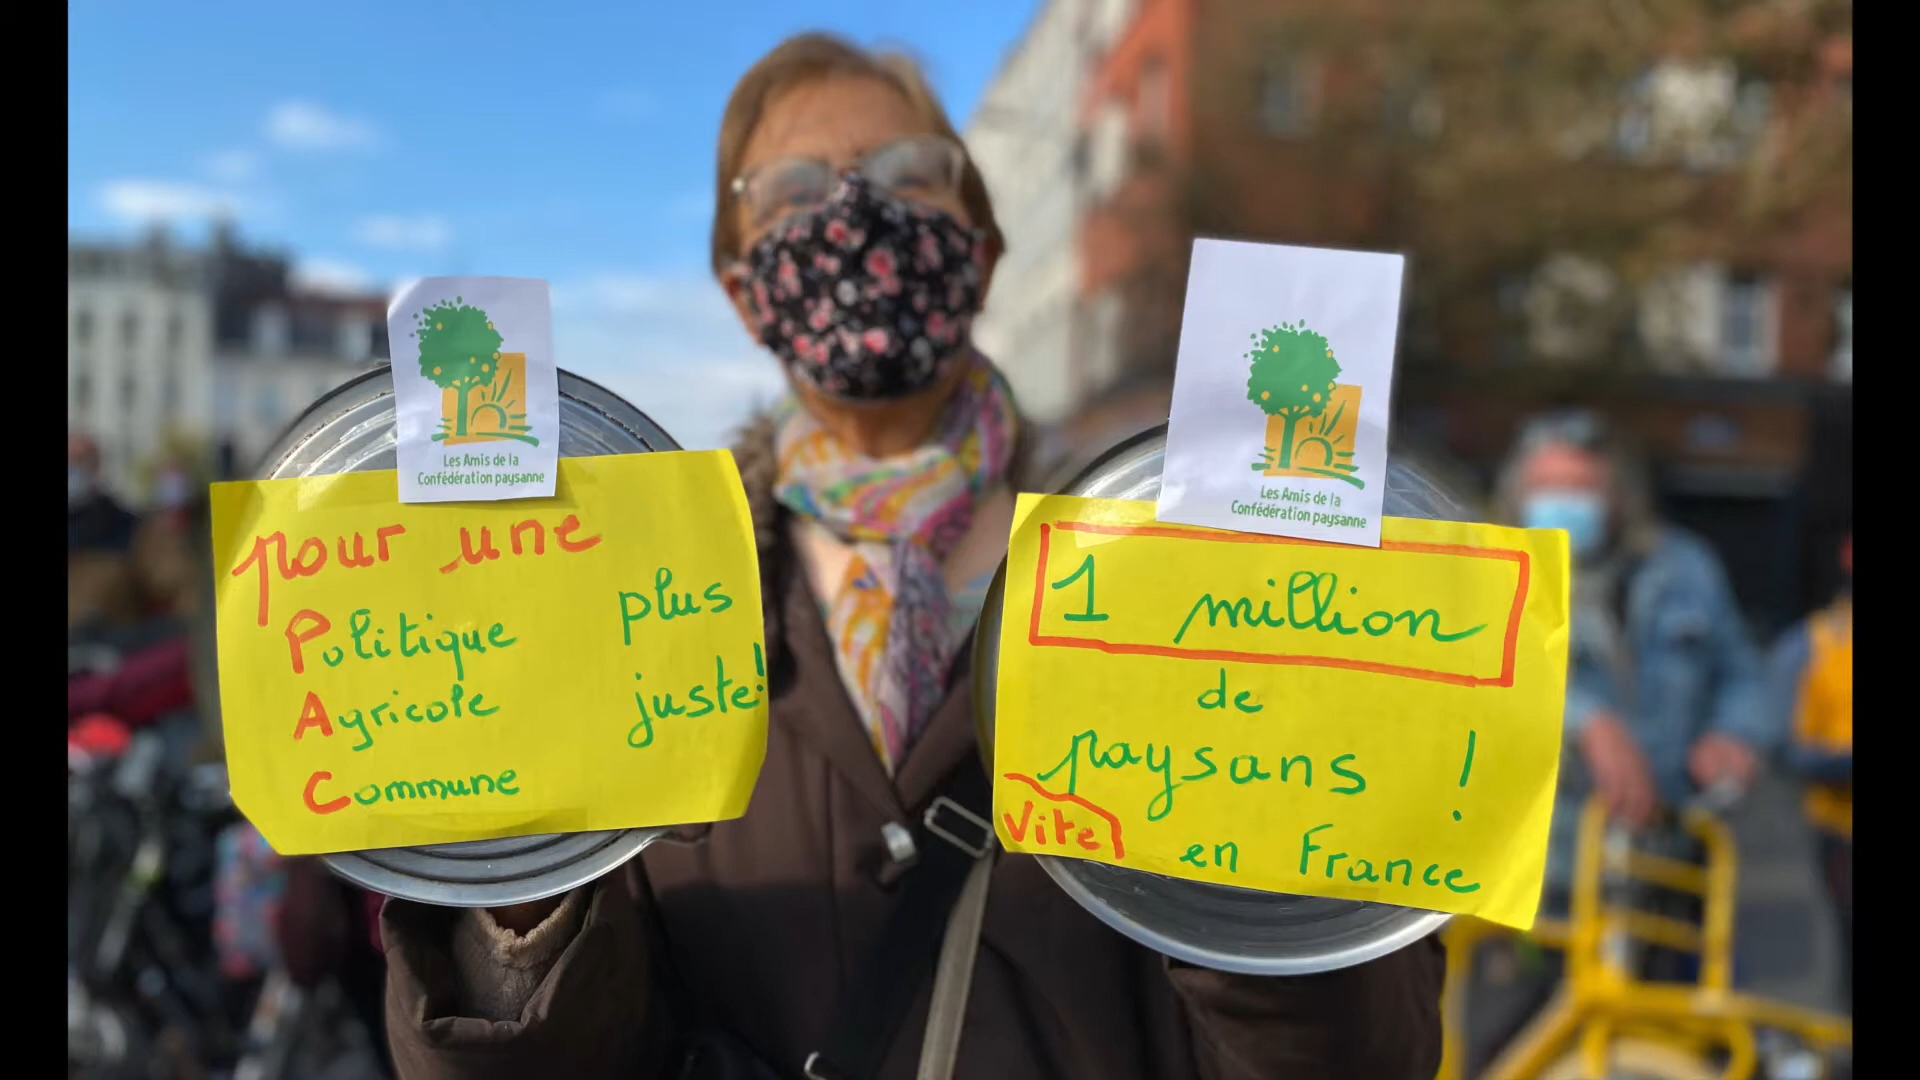 Les Amis de la
Confédération paysanne
pour une
Politique plus
Agricole juste!
Commune
Les Amis de la
Confédération paysanne
1 million
de
paysans !
Vite en France